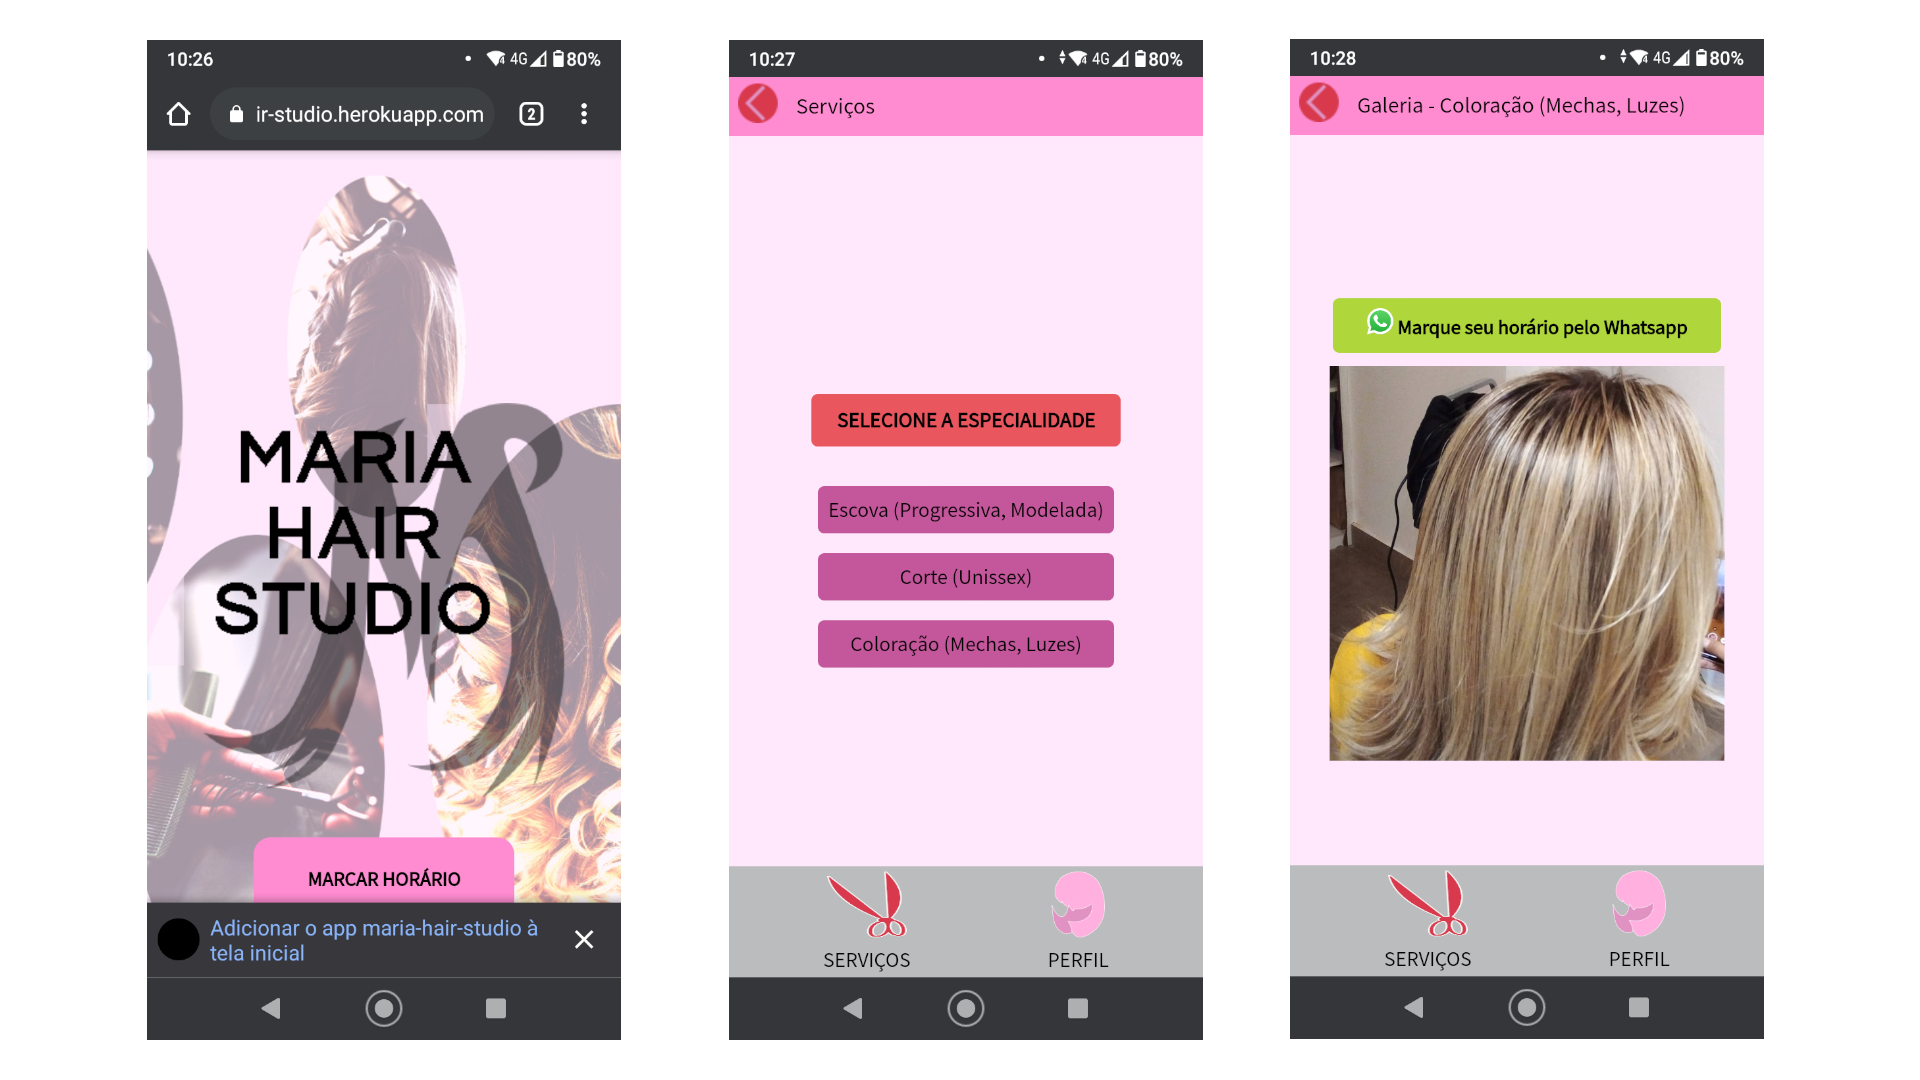 10:26
4G 80%
ir-studio.herokuapp.com
2
MARIA
HAIR
STUDIO
MARCAR HORÁRIO
Adicionar o app maria-hair-studio à
tela inicial
10:27
4G 80%
Serviços
SELECIONE A ESPECIALIDADE
Escova (Progressiva, Modelada)
Corte (Unissex)
Coloração (Mechas, Luzes)
SERVIÇOS
PERFIL
10:28
4G 80%
Galeria - Coloração (Mechas, Luzes)
Marque seu horário pelo Whatsapp
SERVIÇOS
PERFIL